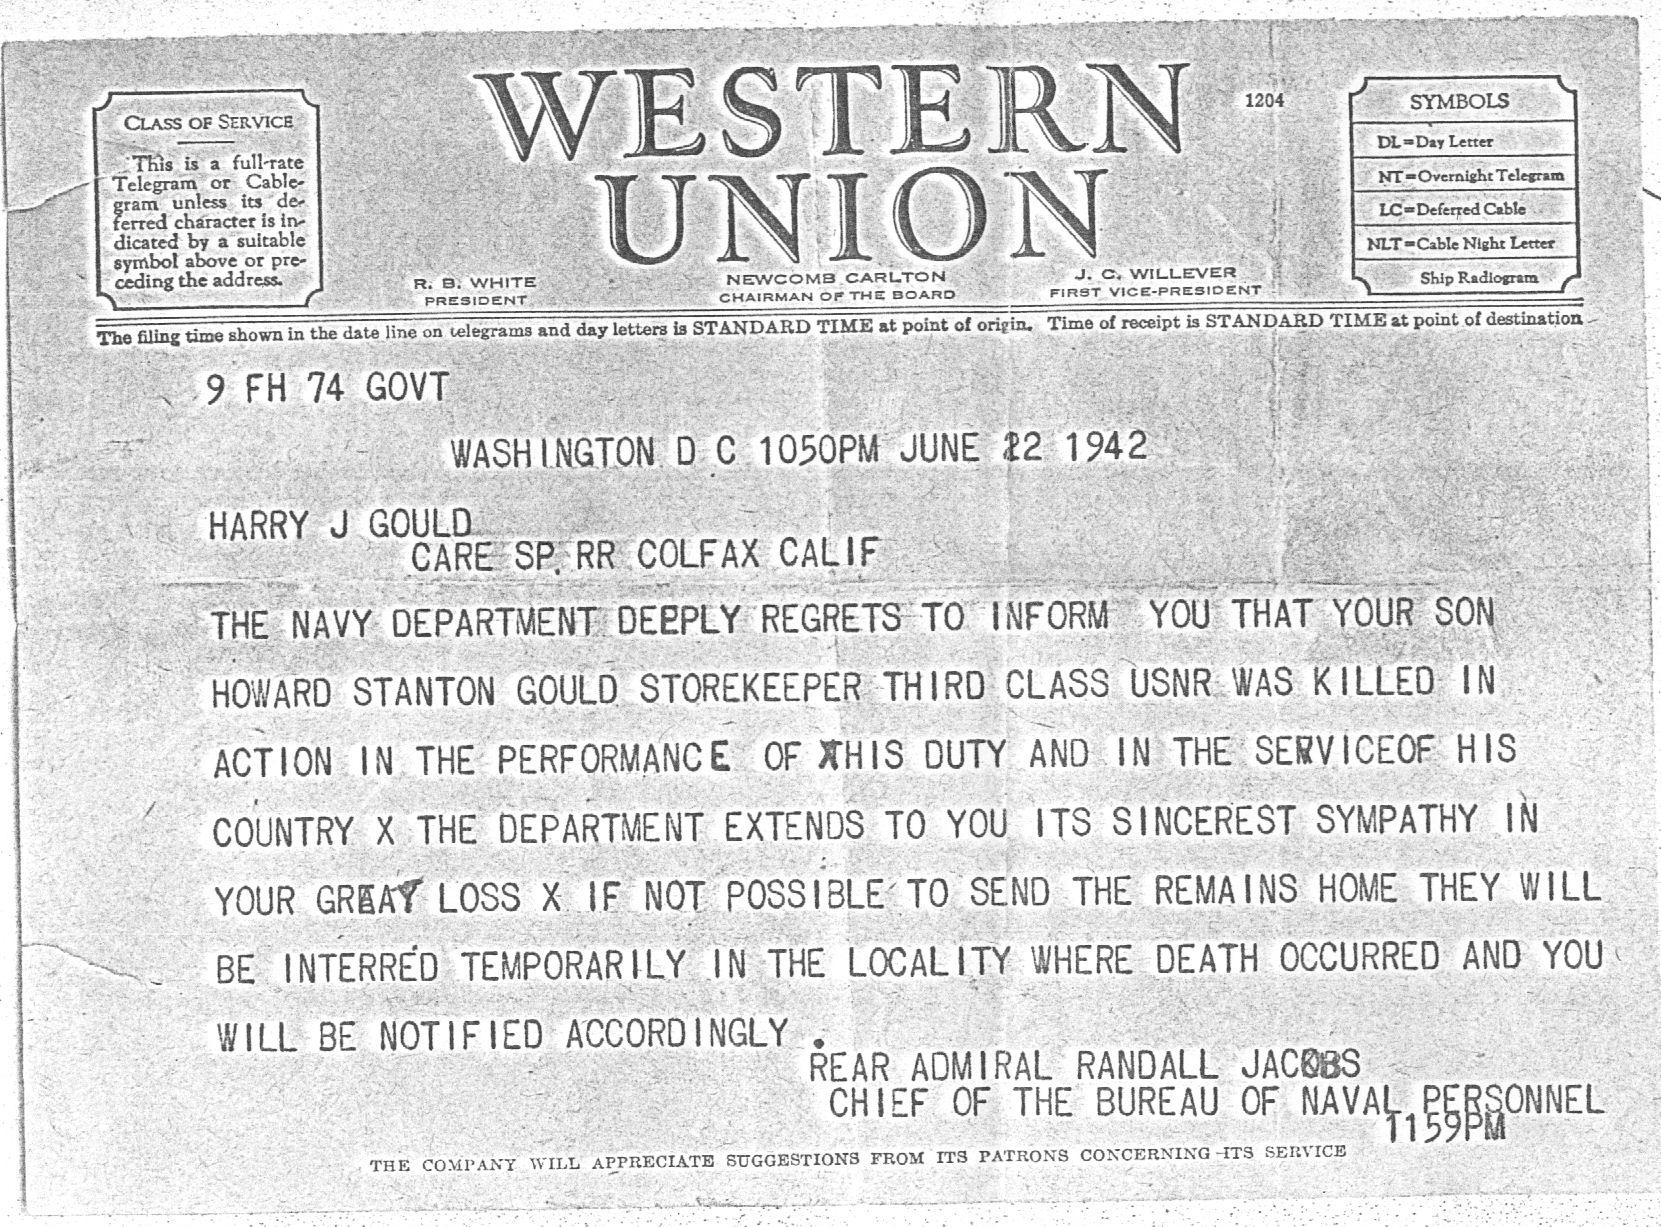 WESTERN UNION
1204
CLASS OF SERVICE
This is a full-rate
Telegram or Cable-
gram unless its de-
ferred character is in-
dicated by a suitable
symbol above or pre-
ceding the address.
SYMBOLS
DL=Day Letter
NT=Overnight Telegram
LC=Deferred Cable
NLT=Cable Night Letter
Ship Radiogram
R. B. WHITE
PRESIDENT
NEWCOMB CARLTON
CHAIRMAN OF THE BOARD
J. C. WILLEVER
FIRST VICE-PRESIDENT
The filing time shown in the date line on telegrams and day letters is STANDARD TIME at point of origin. Time of receipt is STANDARD TIME at point of destination
9 FH 74 GOVT
WASHINGTON D C 1050PM JUNE 22 1942
HARRY J GOULD
CARE SP. RR COLFAX CALIF
THE NAVY DEPARTMENT DEEPLY REGRETS TO INFORM YOU THAT YOUR SON
HOWARD STANTON GOULD STOREKEEPER THIRD CLASS USNR WAS KILLED IN
ACTION IN THE PERFORMANCE OF XHIS DUTY AND IN THE SERVICEOF HIS
COUNTRY X THE DEPARTMENT EXTENDS TO YOU ITS SINCEREST SYMPATHY IN
YOUR GREAT LOSS X IF NOT POSSIBLE TO SEND THE REMAINS HOME THEY WILL
BE INTERRED TEMPORARILY IN THE LOCALITY WHERE DEATH OCCURRED AND YOU
WILL BE NOTIFIED ACCORDINGLY .
REAR ADMIRAL RANDALL JACOBS
CHIEF OF THE BUREAU OF NAVAL PERSONNEL
1159PM
THE COMPANY WILL APPRECIATE SUGGESTIONS FROM ITS PATRONS CONCERNING ITS SERVICE